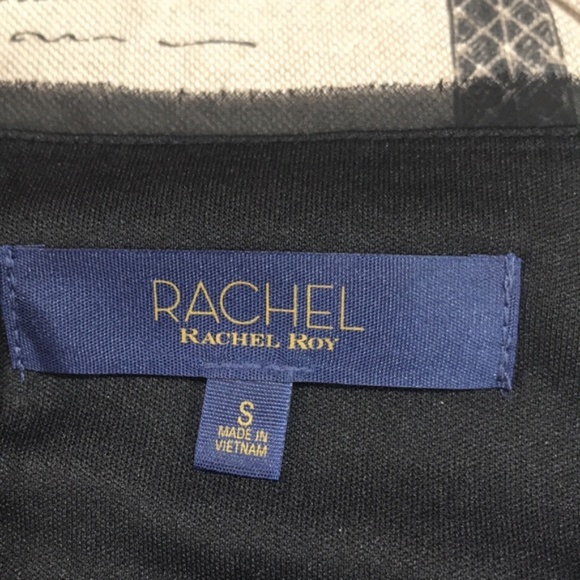 RACHEL
RACHEL ROY
S
MADE IN
VIETNAM